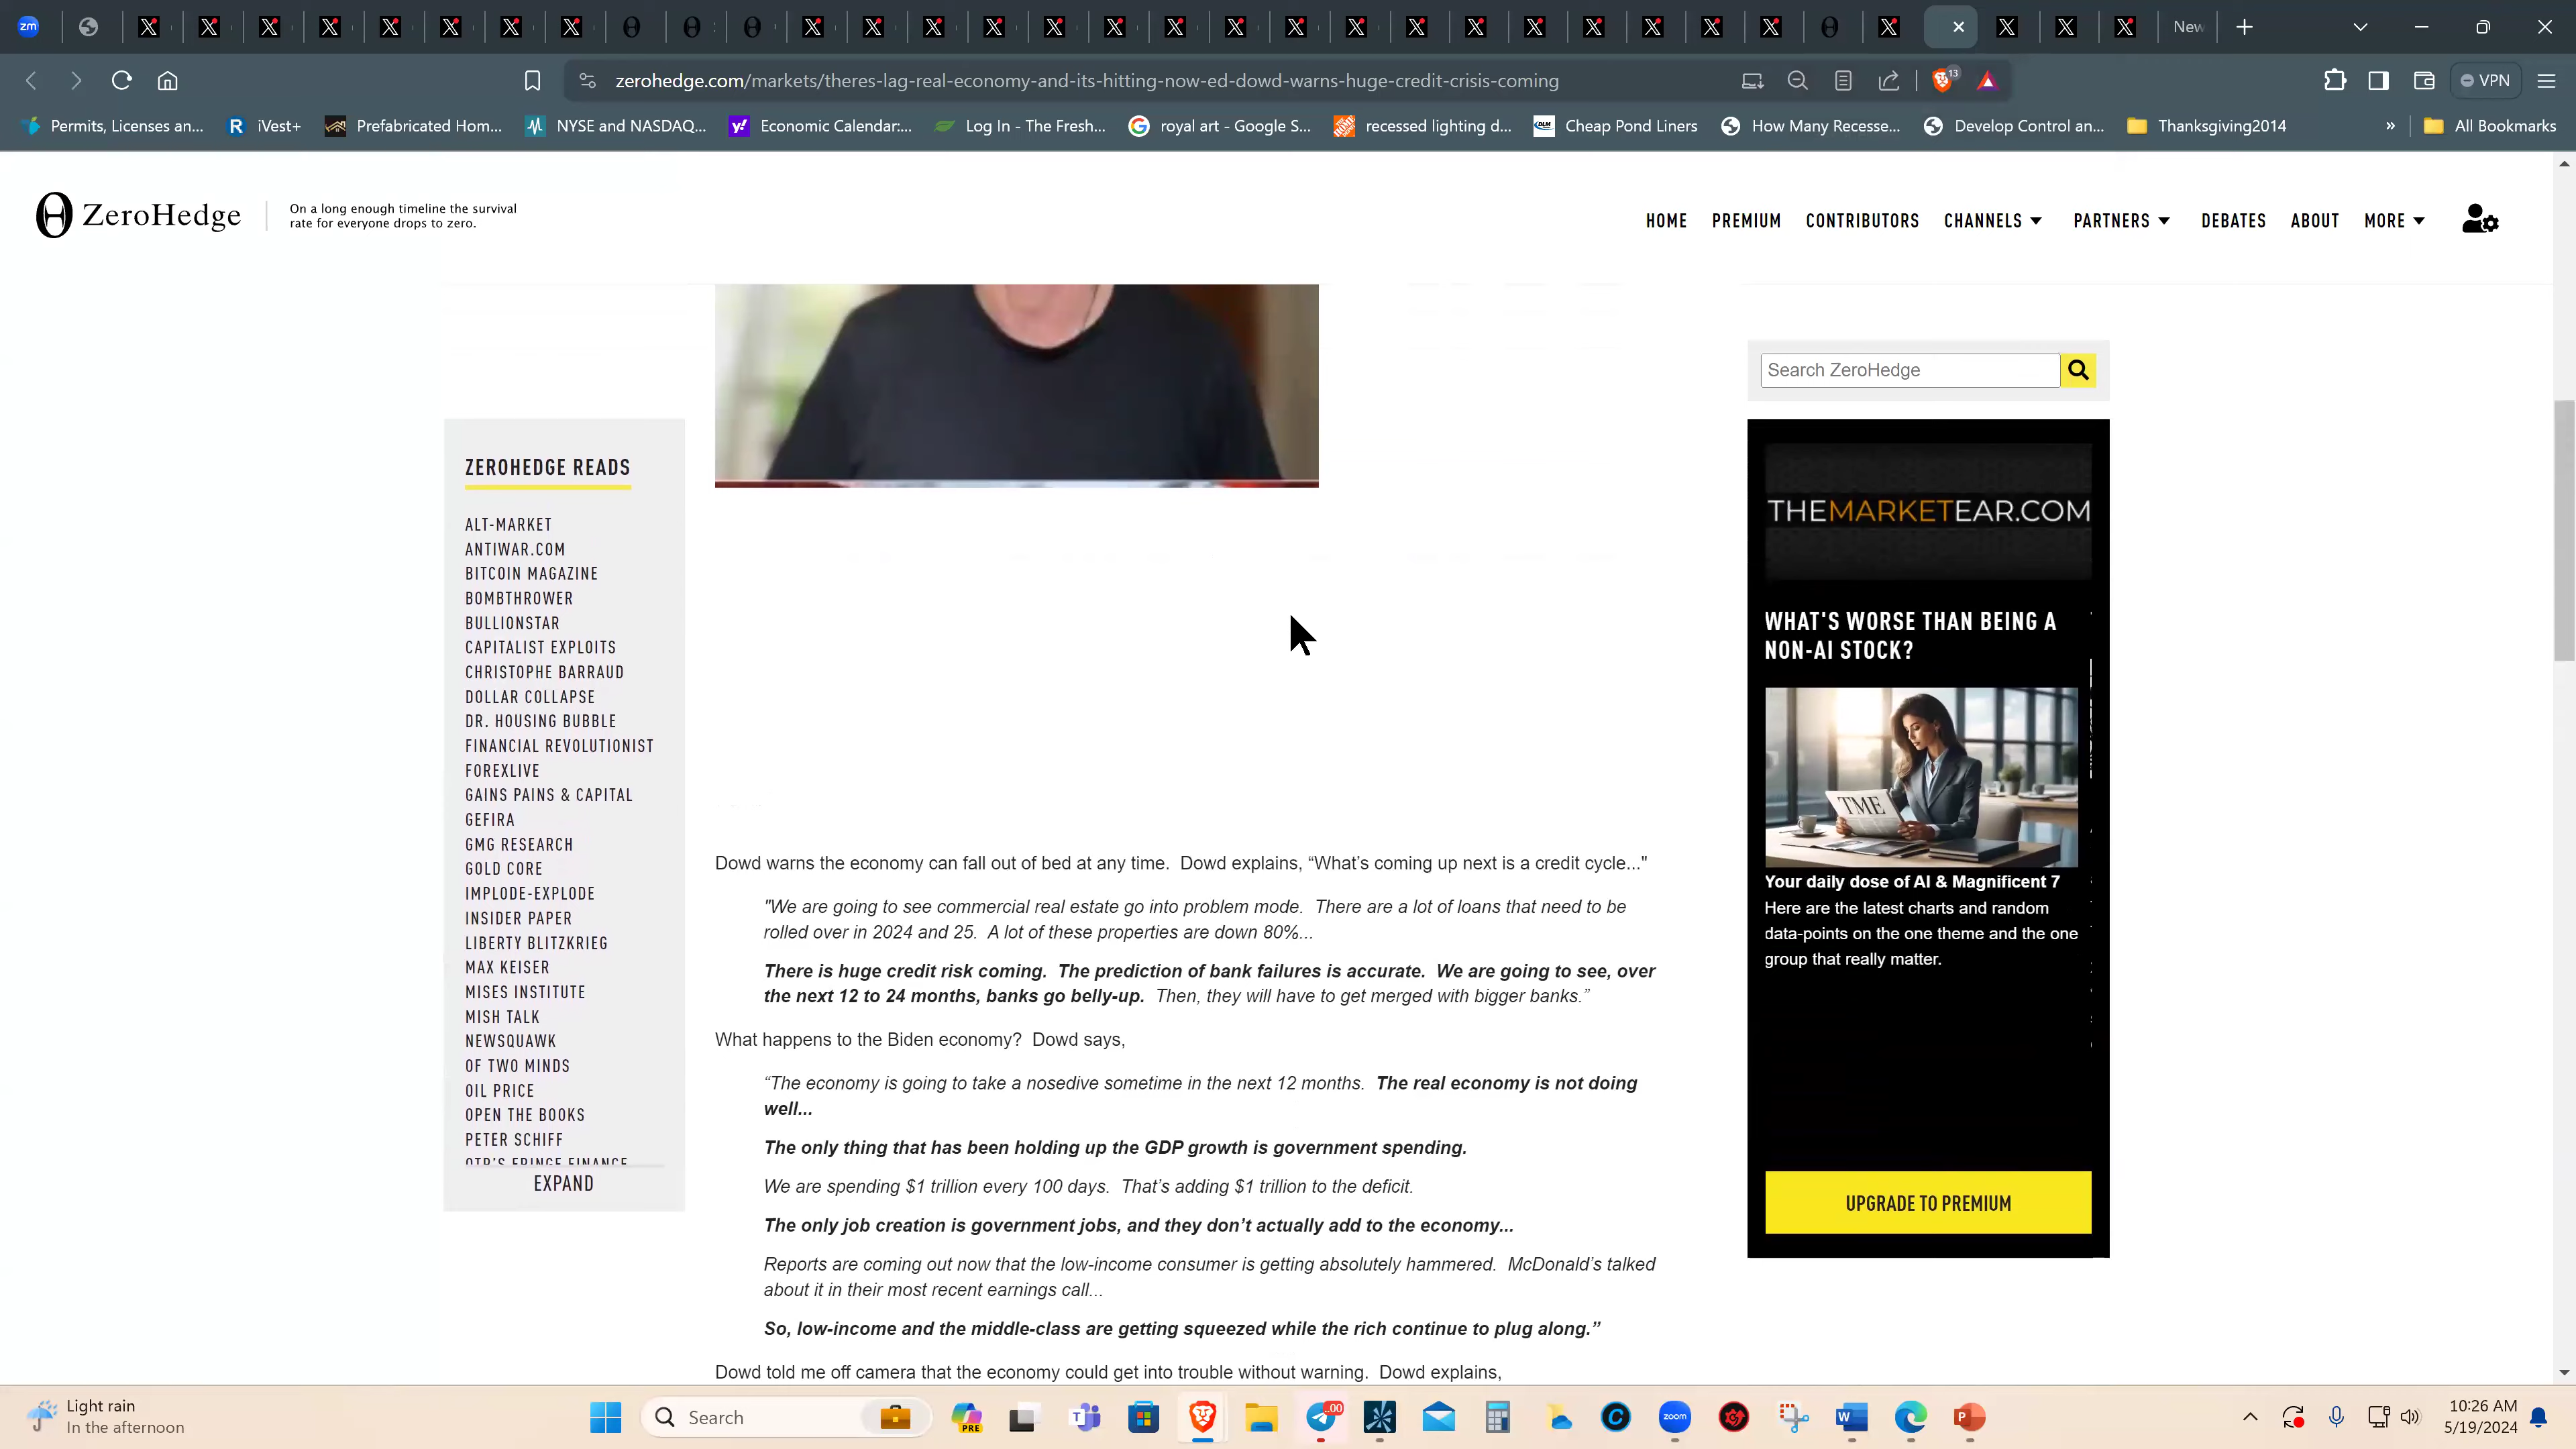 zm
New
zerohedge.com/markets/theres-lag-real-economy-and-its-hitting-now-ed-dowd-warns-huge-credit-crisis-coming
13
VPN
Permits, Licenses an...
iVest+
Prefabricated Hom...
NYSE and NASDAQ...
Economic Calendar:...
Log In - The Fresh...
royal art - Google S...
recessed lighting d...
Cheap Pond Liners
How Many Recesse...
Develop Control an...
Thanksgiving2014
»
All Bookmarks
ZeroHedge
On a long enough timeline the survival
rate for everyone drops to zero.
HOME
PREMIUM
CONTRIBUTORS
CHANNELS
PARTNERS
DEBATES
ABOUT
MORE
ZEROHEDGE READS
ALT-MARKET
ANTIWAR.COM
BITCOIN MAGAZINE
BOMBTHROWER
BULLIONSTAR
CAPITALIST EXPLOITS
CHRISTOPHE BARRAUD
DOLLAR COLLAPSE
DR. HOUSING BUBBLE
FINANCIAL REVOLUTIONIST
FOREXLIVE
GAINS PAINS & CAPITAL
GEFIRA
GMG RESEARCH
GOLD CORE
IMPLODE-EXPLODE
INSIDER PAPER
LIBERTY BLITZKRIEG
MAX KEISER
MISES INSTITUTE
MISH TALK
NEWSQUAWK
OF TWO MINDS
OIL PRICE
OPEN THE BOOKS
PETER SCHIFF
QTR'S FRINGE FINANCE
EXPAND
Dowd warns the economy can fall out of bed at any time.  Dowd explains, “What’s coming up next is a credit cycle..."
"We are going to see commercial real estate go into problem mode.  There are a lot of loans that need to be
rolled over in 2024 and 25.  A lot of these properties are down 80%...
There is huge credit risk coming.  The prediction of bank failures is accurate.  We are going to see, over
the next 12 to 24 months, banks go belly-up.  Then, they will have to get merged with bigger banks.”
What happens to the Biden economy?  Dowd says,
“The economy is going to take a nosedive sometime in the next 12 months.  The real economy is not doing
well...
The only thing that has been holding up the GDP growth is government spending.
We are spending $1 trillion every 100 days.  That’s adding $1 trillion to the deficit.
The only job creation is government jobs, and they don’t actually add to the economy...
Reports are coming out now that the low-income consumer is getting absolutely hammered.  McDonald’s talked
about it in their most recent earnings call...
So, low-income and the middle-class are getting squeezed while the rich continue to plug along.”
Dowd told me off camera that the economy could get into trouble without warning.  Dowd explains,
Search ZeroHedge
THEMARKETEAR.COM
WHAT'S WORSE THAN BEING A
NON-AI STOCK?
TME
Your daily dose of AI & Magnificent 7
Here are the latest charts and random
data-points on the one theme and the one
group that really matter.
UPGRADE TO PREMIUM
Light rain
In the afternoon
Search
PRE
.00
zoom
10:26 AM
5/19/2024